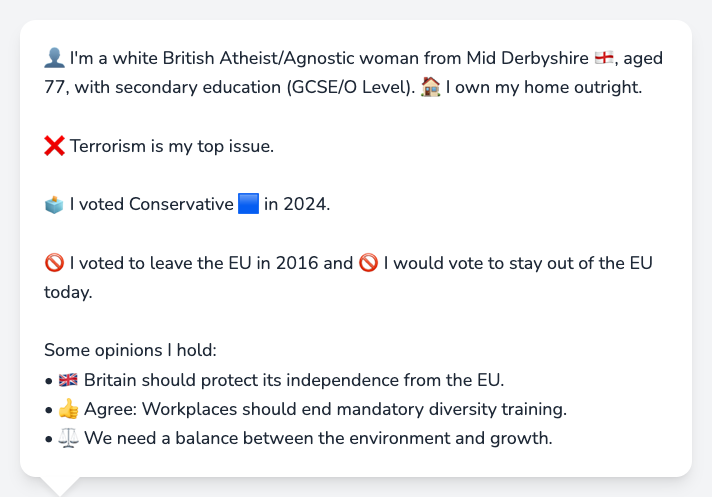 👤 I'm a white British Atheist/Agnostic woman from Mid Derbyshire 🏴󠁧󠁢󠁥󠁮󠁧󠁿, aged
77, with secondary education (GCSE/O Level). 🏠 I own my home outright.
❌ Terrorism is my top issue.
🗳️ I voted Conservative 🟦 in 2024.
🚫 I voted to leave the EU in 2016 and 🚫 I would vote to stay out of the EU
today.
Some opinions I hold:
• 🇬🇧 Britain should protect its independence from the EU.
• 👍 Agree: Workplaces should end mandatory diversity training.
• ⚖️ We need a balance between the environment and growth.